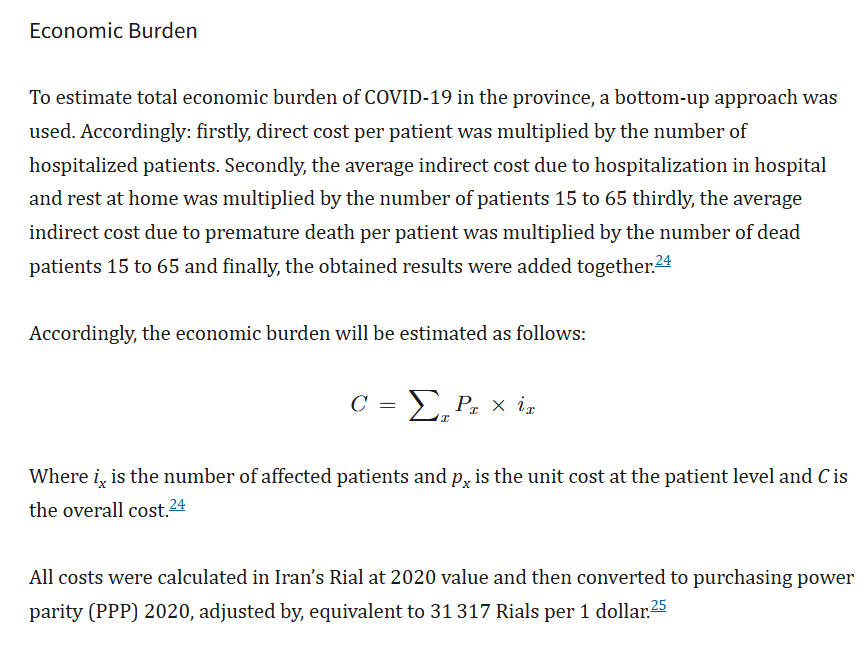 Economic Burden
To estimate total economic burden of COVID-19 in the province, a bottom-up approach was
used. Accordingly: firstly, direct cost per patient was multiplied by the number of
hospitalized patients. Secondly, the average indirect cost due to hospitalization in hospital
and rest at home was multiplied by the number of patients 15 to 65 thirdly, the average
indirect cost due to premature death per patient was multiplied by the number of dead
patients 15 to 65 and finally, the obtained results were added together.24
Accordingly, the economic burden will be estimated as follows:
C = ∑x Px × ix
Where ix is the number of affected patients and px is the unit cost at the patient level and C is
the overall cost.24
All costs were calculated in Iran’s Rial at 2020 value and then converted to purchasing power
parity (PPP) 2020, adjusted by, equivalent to 31 317 Rials per 1 dollar.25